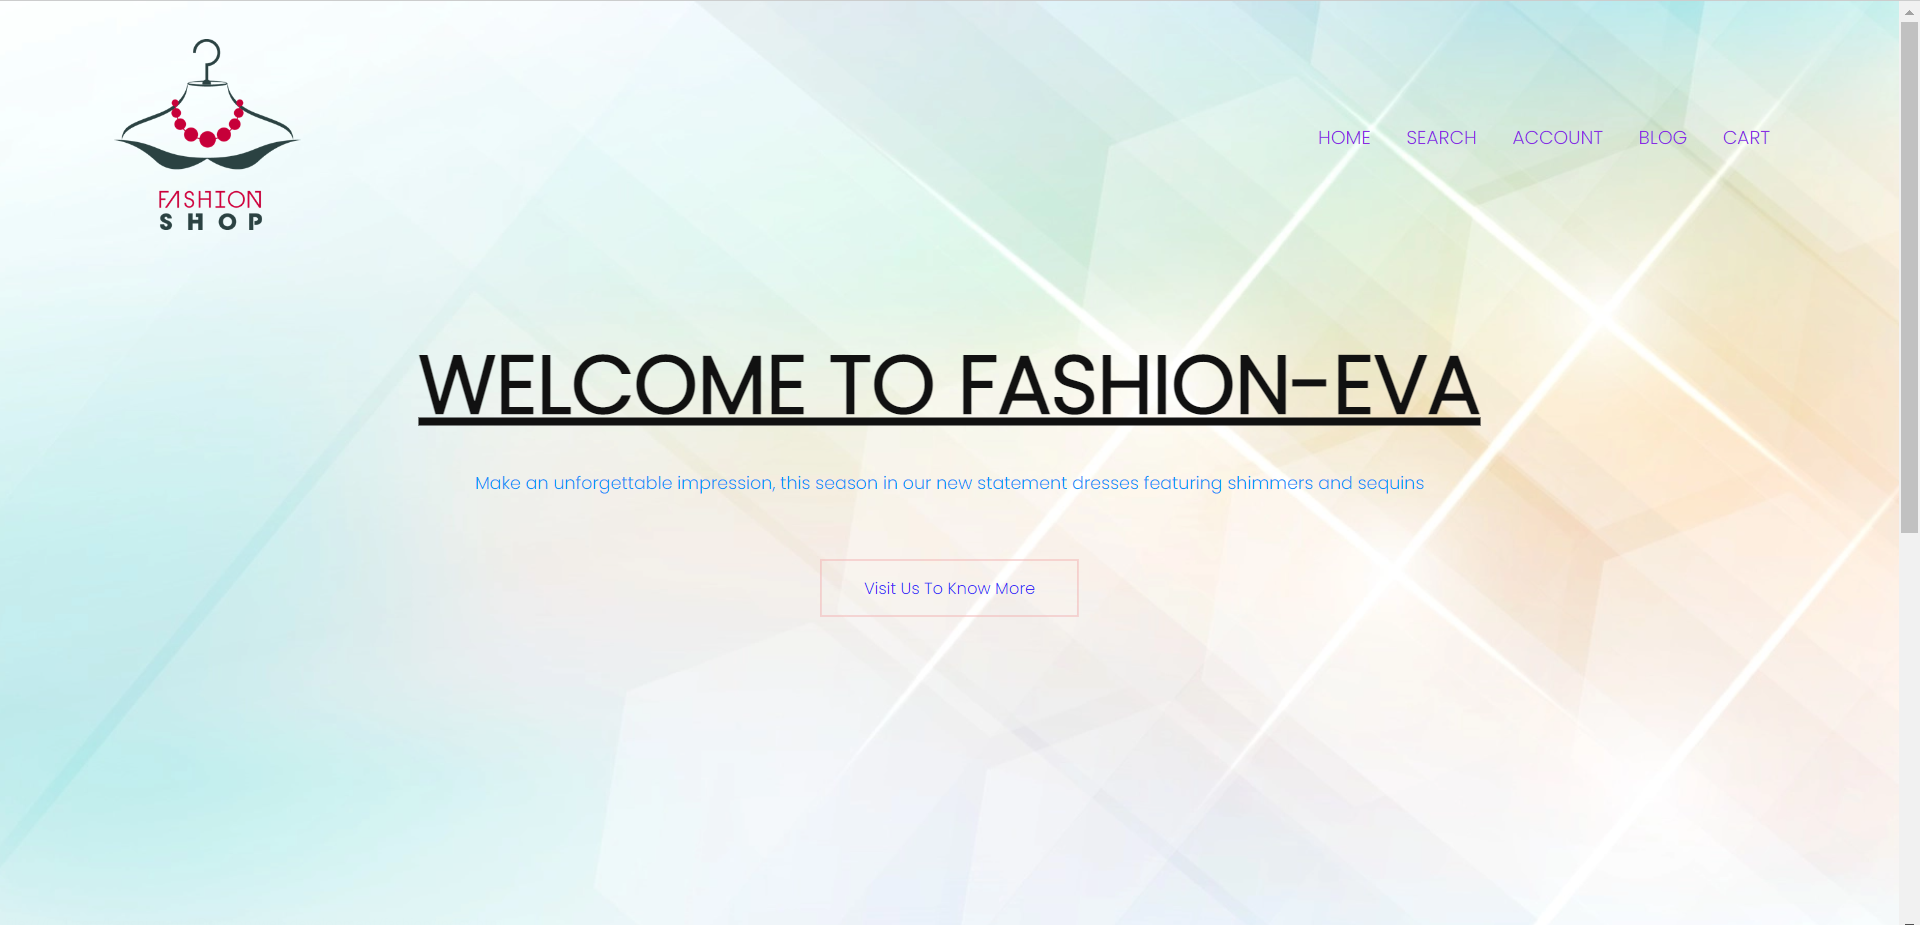 FASHION
SHOP
HOME SEARCH ACCOUNT BLOG CART
WELCOME TO FASHION-EVA
Make an unforgettable impression, this season in our new statement dresses featuring shimmers and sequins
Visit Us To Know More